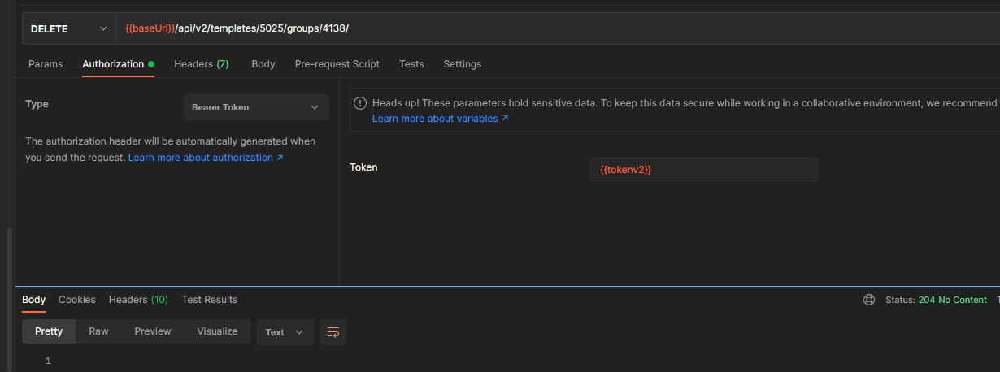 DELETE {{baseUrl}}/api/v2/templates/5025/groups/4138/
Params Authorization Headers (7) Body Pre-request Script Tests Settings
Type Bearer Token
The authorization header will be automatically generated when
you send the request. Learn more about authorization ↗
! Heads up! These parameters hold sensitive data. To keep this data secure while working in a collaborative environment, we recommend
Learn more about variables ↗
Token {{tokenv2}}
Body Cookies Headers (10) Test Results Status: 204 No Content
Pretty Raw Preview Visualize Text
1